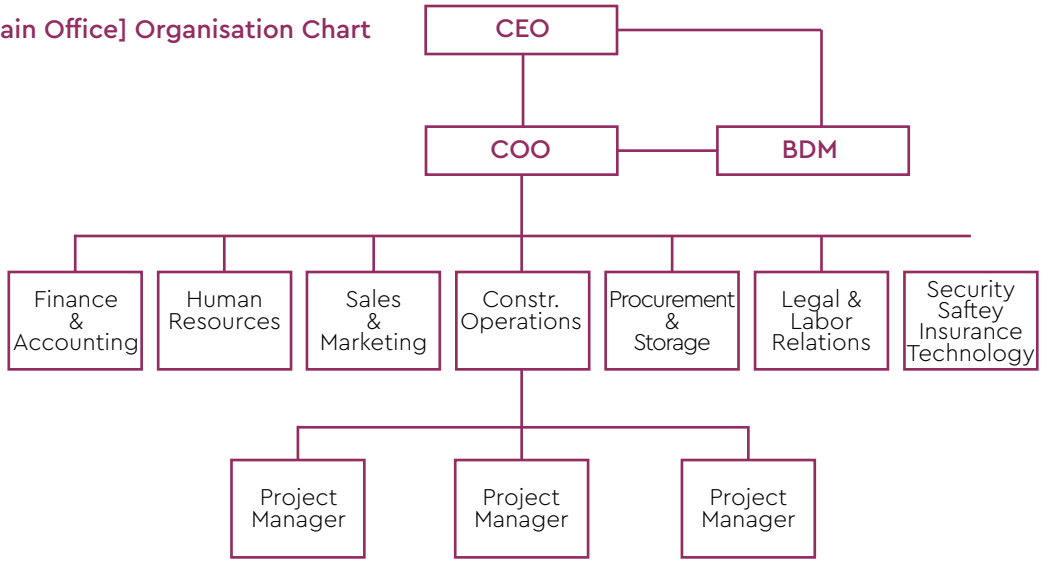 ain Office] Organisation Chart
CEO
COO
BDM
Finance
&
Accounting
Human
Resources
Sales
&
Marketing
Constr.
Operations
Procurement
&
Storage
Legal &
Labor
Relations
Security
Saftey
Insurance
Technology
Project
Manager
Project
Manager
Project
Manager